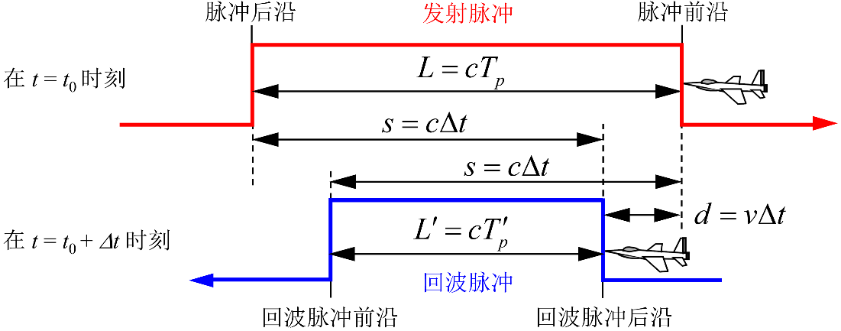 脉冲后沿 发射脉冲 脉冲前沿
在 t = t₀ 时刻
L = cTₚ
s = cΔt
s = cΔt
d = vΔt
在 t = t₀ + Δt 时刻
L′ = cT′ₚ
回波脉冲
回波脉冲前沿 回波脉冲后沿